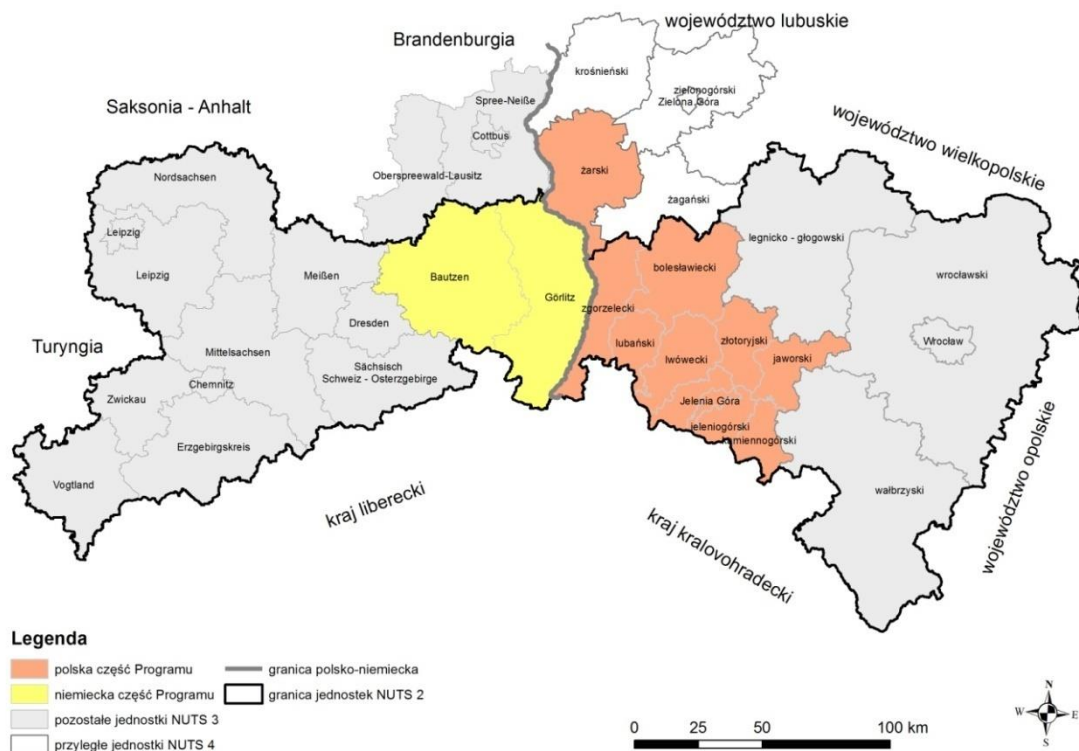 województwo lubuskie
Brandenburgia
krośnieński
zielonogórski
Zielona Góra
Spree-Neiße
Saksonia - Anhalt
Cottbus
województwo wielkopolskie
Nordsachsen
Oberspreewald-Lausitz
żarski
żagański
Leipzig
legnicko - głogowski
Leipzig
Meißen
Bautzen
bolesławiecki
wrocławski
Görlitz
zgorzelecki
Dresden
Turyngia
Mittelsachsen
lubański
złotoryjski
Wrocław
lwówecki
jaworski
Sächsisch
Schweiz - Osterzgebirge
Chemnitz
Zwickau
Jelenia Góra
Erzgebirgskreis
jeleniogórski
kamiennogórski
Vogtland
wałbrzyski
województwo opolskie
kraj liberecki
kraj kralovohradecki
Legenda
polska część Programu
granica polsko-niemiecka
niemiecka część Programu
granica jednostek NUTS 2
pozostałe jednostki NUTS 3
przyległe jednostki NUTS 4
0 25 50 100 km
N
W E
S